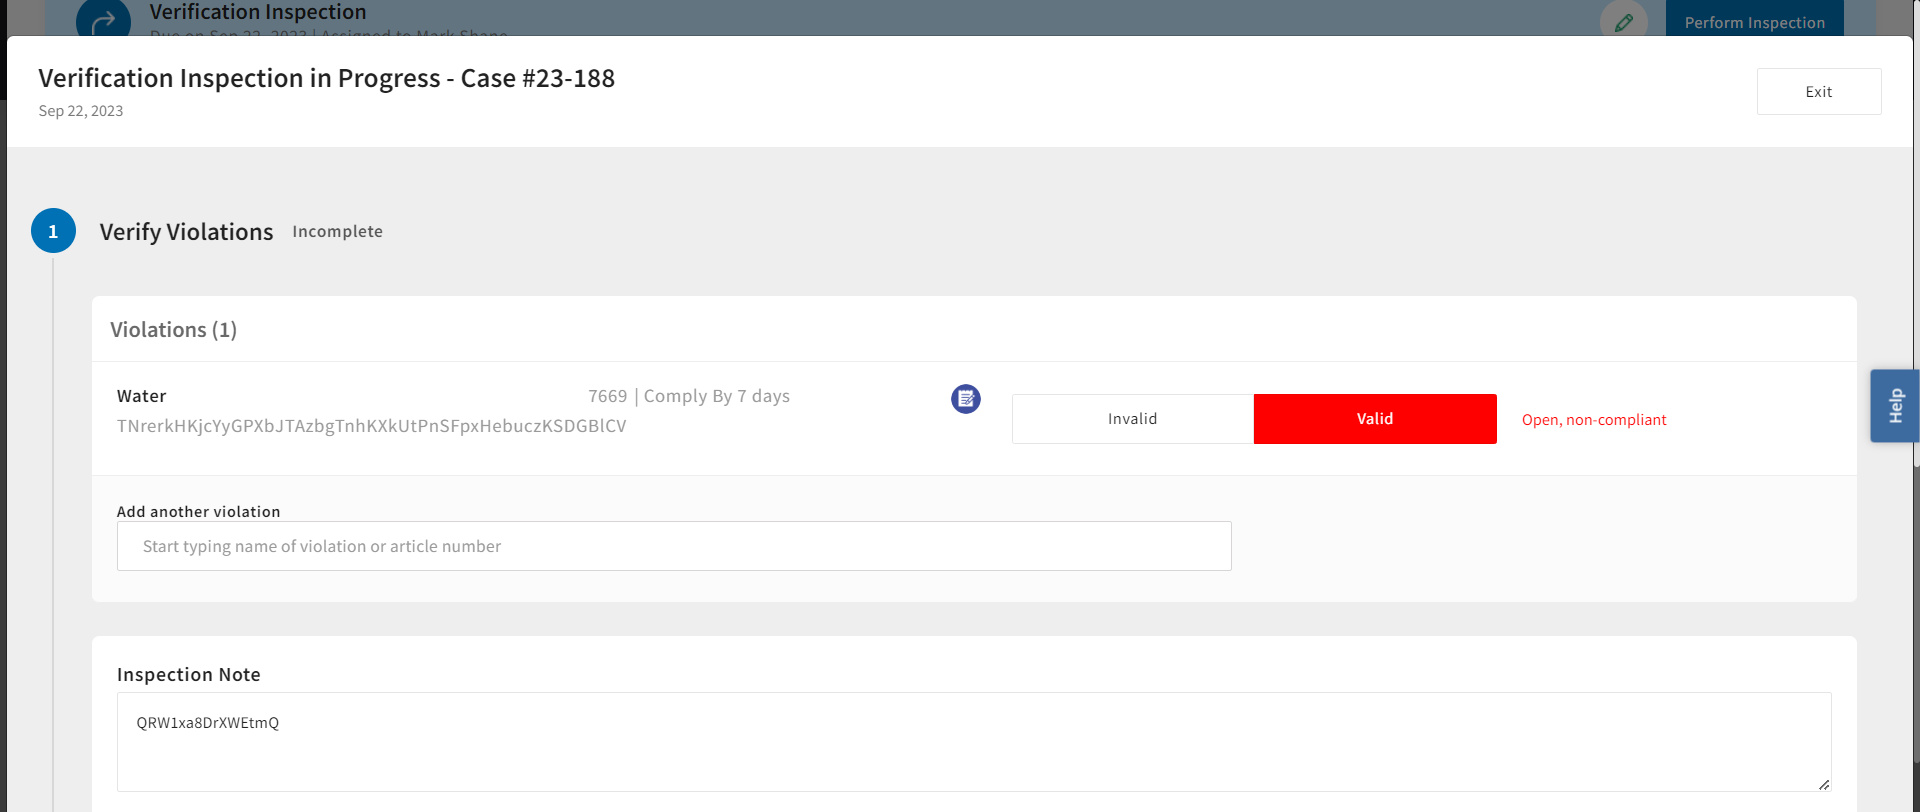 Verification Inspection
Due on Sep 22, 2023 | Assigned to Mark Shane
Perform Inspection
Verification Inspection in Progress - Case #23-188
Sep 22, 2023
Exit
1
Verify Violations Incomplete
Violations (1)
Water 7669 | Comply By 7 days
TNrerkHKjcYyGPXbJTAzbgTnhKXkUtPnSFpxHebuczKSDGBlCV
Invalid Valid Open, non-compliant
Help
Add another violation
Start typing name of violation or article number
Inspection Note
QRW1xa8DrXWEtmQ